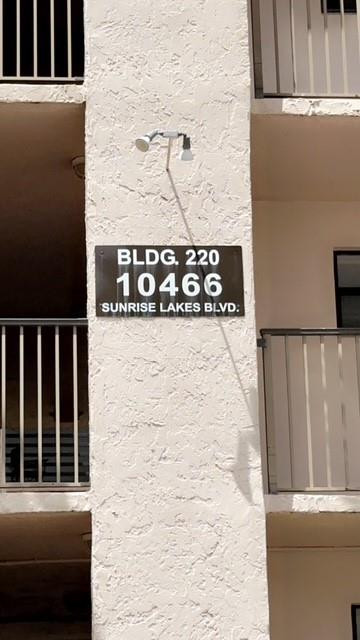 BLDG. 220
10466
SUNRISE LAKES BLVD.